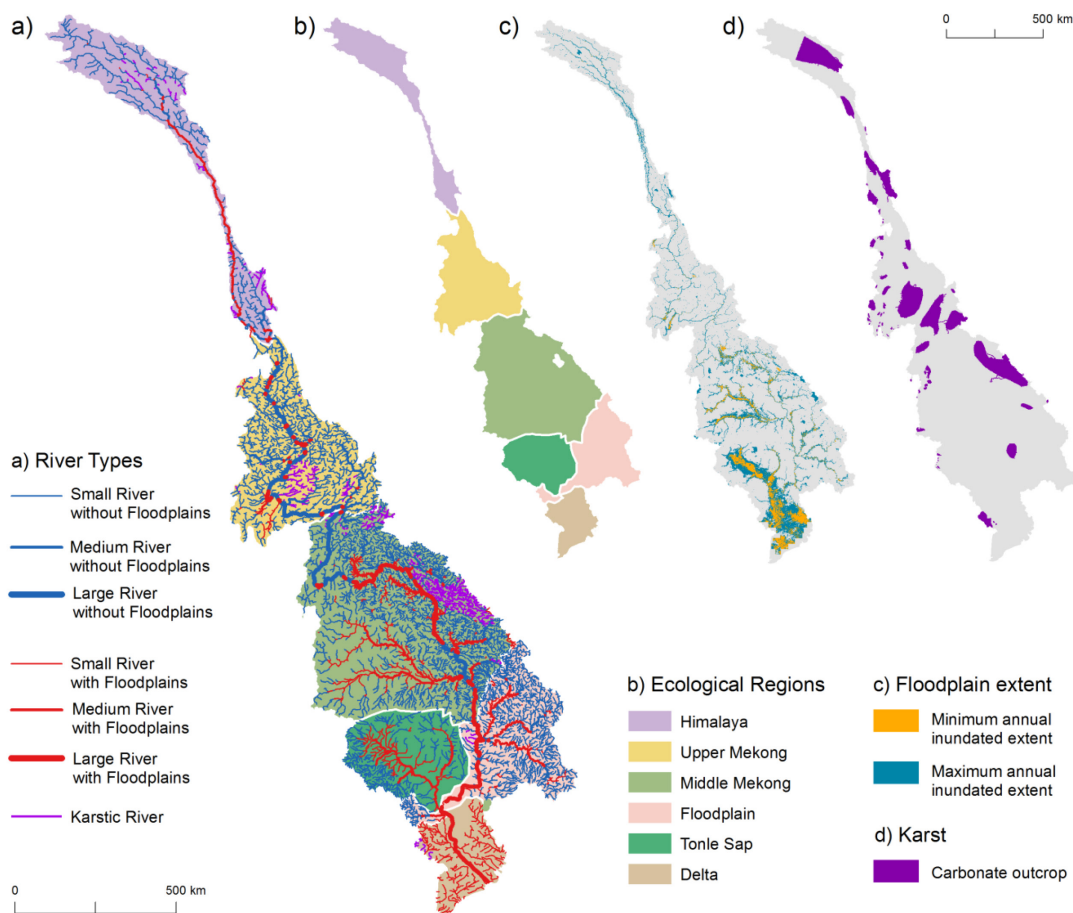 a)
b)
c)
d)
0 500 km
a) River Types
Small River
without Floodplains
Medium River
without Floodplains
Large River
without Floodplains
Small River
with Floodplains
Medium River
with Floodplains
Large River
with Floodplains
Karstic River
0 500 km
b) Ecological Regions
Himalaya
Upper Mekong
Middle Mekong
Floodplain
Tonle Sap
Delta
c) Floodplain extent
Minimum annual
inundated extent
Maximum annual
inundated extent
d) Karst
Carbonate outcrop